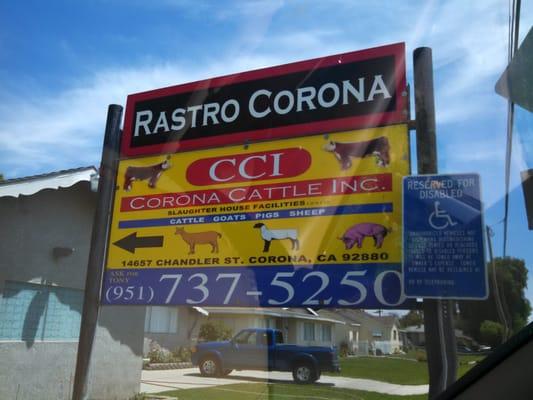 RASTRO CORONA
CCI
CORONA CATTLE INC.
SLAUGHTER HOUSE FACILITIES
CATTLE GOATS PIGS SHEEP
14657 CHANDLER ST. CORONA, CA 92880
ASK FOR
TONY
(951) 737-5250
RESERVED FOR
DISABLED PERSONS